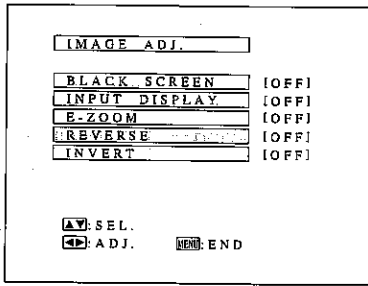 IMAGE ADJ.
BLACK SCREEN [OFF]
INPUT DISPLAY [OFF]
E-ZOOM [OFF]
REVERSE [OFF]
INVERT [OFF]
▲▼:SEL.
◀▶:ADJ. MENU:END